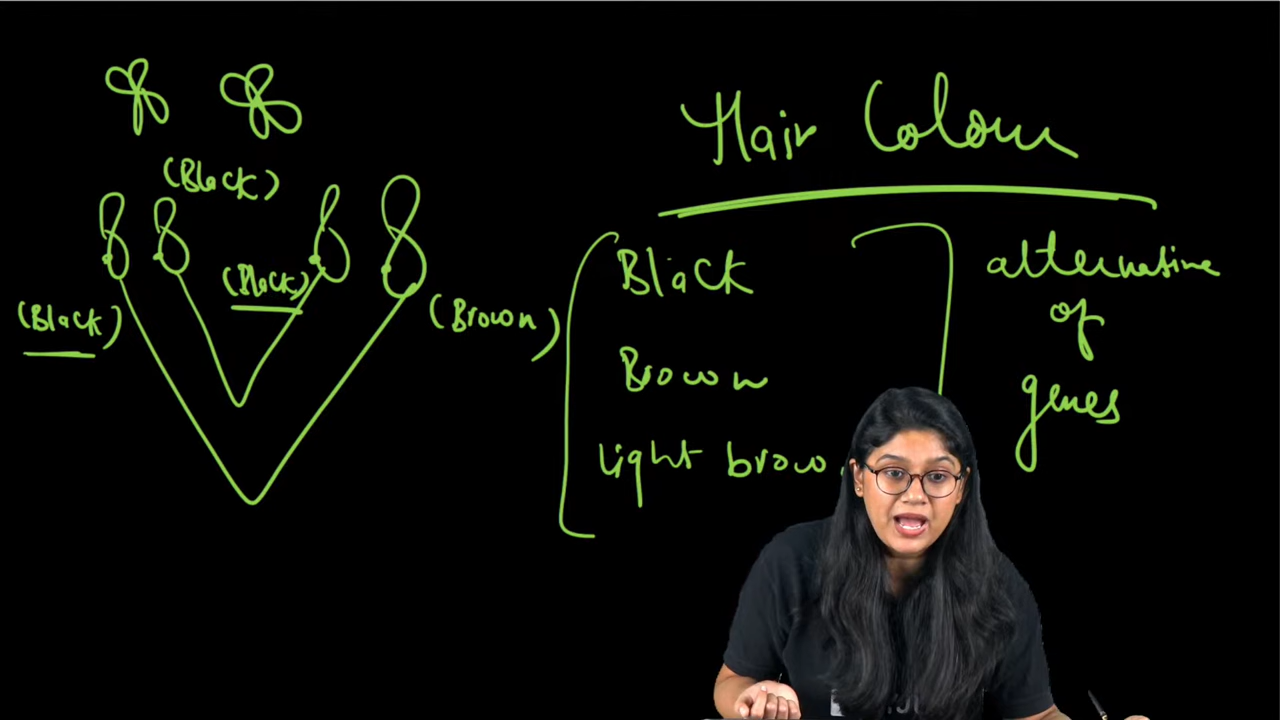 Hair Colour
(Black)
(Black)
(Black)
(Brown)
Black
Brown
light brow
alternative
of
genes